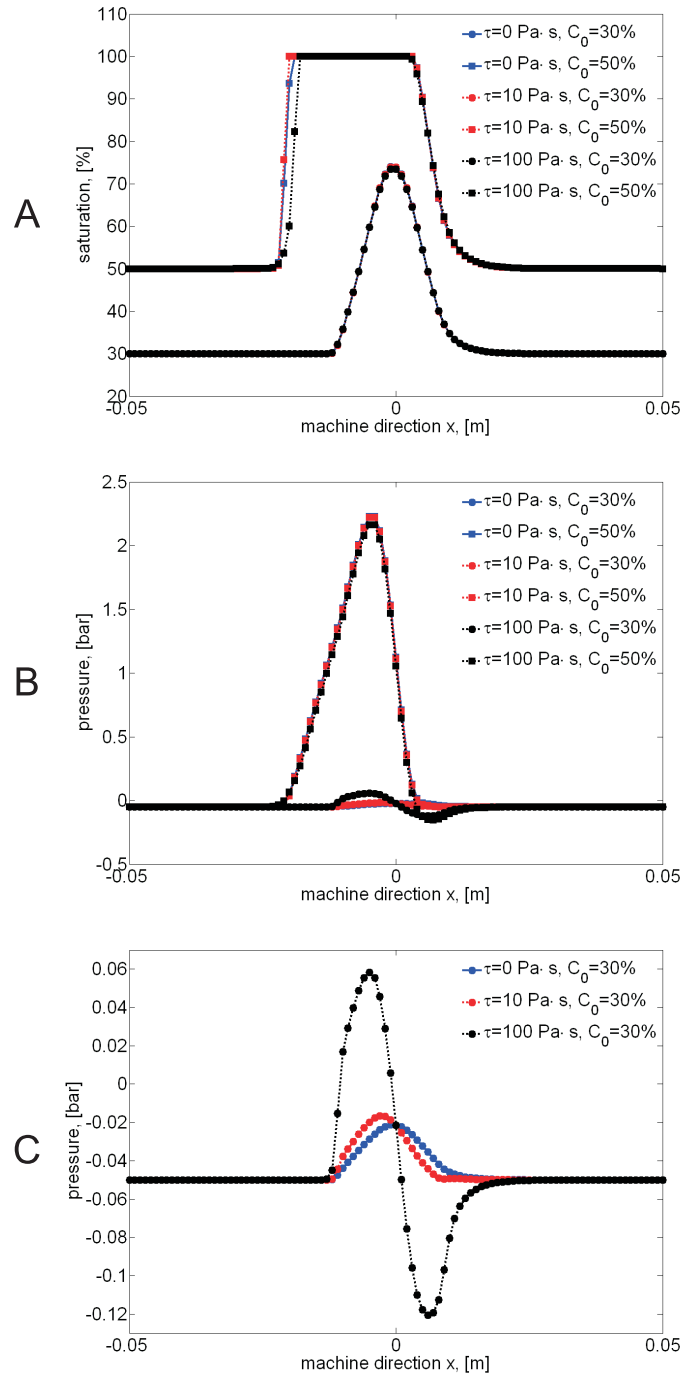 A
saturation, [%]
110
100
90
80
70
60
50
40
30
20
-0.05
0
0.05
machine direction x, [m]
τ=0 Pa· s, C₀=30%
τ=0 Pa· s, C₀=50%
τ=10 Pa· s, C₀=30%
τ=10 Pa· s, C₀=50%
τ=100 Pa· s, C₀=30%
τ=100 Pa· s, C₀=50%
B
pressure, [bar]
2.5
2
1.5
1
0.5
0
-0.5
-0.05
0
0.05
machine direction x, [m]
τ=0 Pa· s, C₀=30%
τ=0 Pa· s, C₀=50%
τ=10 Pa· s, C₀=30%
τ=10 Pa· s, C₀=50%
τ=100 Pa· s, C₀=30%
τ=100 Pa· s, C₀=50%
C
pressure, [bar]
0.06
0.04
0.02
0
-0.02
-0.04
-0.06
-0.08
-0.1
-0.12
-0.05
0
0.05
machine direction x, [m]
τ=0 Pa· s, C₀=30%
τ=10 Pa· s, C₀=30%
τ=100 Pa· s, C₀=30%